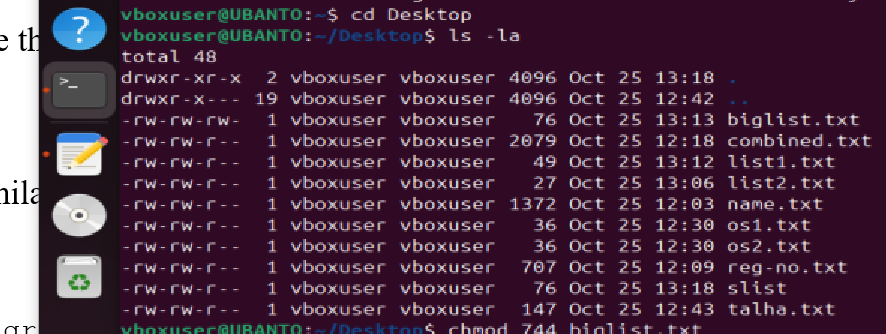 vboxuser@UBANTO:~$ cd Desktop
e th
vboxuser@UBANTO:~/Desktop$ ls -la
total 48
drwxr-xr-x  2 vboxuser vboxuser 4096 Oct 25 13:18 .
drwxr-x--- 19 vboxuser vboxuser 4096 Oct 25 12:42 ..
-rw-rw-rw-  1 vboxuser vboxuser   76 Oct 25 13:13 biglist.txt
-rw-rw-r--  1 vboxuser vboxuser 2079 Oct 25 12:18 combined.txt
-rw-rw-r--  1 vboxuser vboxuser   49 Oct 25 13:12 list1.txt
-rw-rw-r--  1 vboxuser vboxuser   27 Oct 25 13:06 list2.txt
mila
-rw-rw-r--  1 vboxuser vboxuser 1372 Oct 25 12:03 name.txt
-rw-rw-r--  1 vboxuser vboxuser   36 Oct 25 12:30 os1.txt
-rw-rw-r--  1 vboxuser vboxuser   36 Oct 25 12:30 os2.txt
-rw-rw-r--  1 vboxuser vboxuser  707 Oct 25 12:09 reg-no.txt
-rw-rw-r--  1 vboxuser vboxuser   76 Oct 25 13:18 slist
-rw-rw-r--  1 vboxuser vboxuser  147 Oct 25 12:43 talha.txt
gr
vboxuser@UBANTO:~/Desktop$ chmod 744 biglist.txt